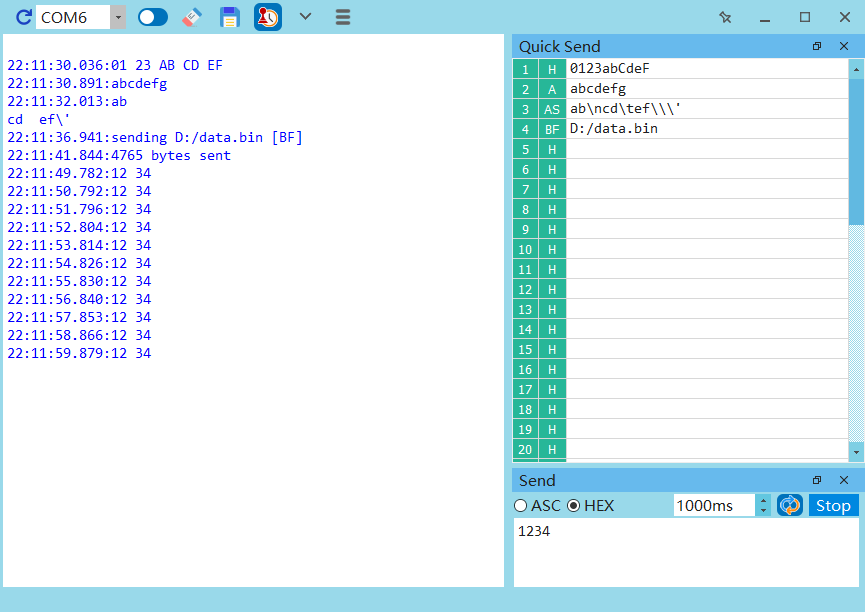 COM6
22:11:30.036:01 23 AB CD EF
22:11:30.891:abcdefg
22:11:32.013:ab
cd  ef\'
22:11:36.941:sending D:/data.bin [BF]
22:11:41.844:4765 bytes sent
22:11:49.782:12 34
22:11:50.792:12 34
22:11:51.796:12 34
22:11:52.804:12 34
22:11:53.814:12 34
22:11:54.826:12 34
22:11:55.830:12 34
22:11:56.840:12 34
22:11:57.853:12 34
22:11:58.866:12 34
22:11:59.879:12 34
Quick Send
1 H 0123abCdeF
2 A abcdefg
3 AS ab\ncd\tef\\\'
4 BF D:/data.bin
5 H
6 H
7 H
8 H
9 H
10 H
11 H
12 H
13 H
14 H
15 H
16 H
17 H
18 H
19 H
20 H
Send
ASC HEX 1000ms Stop
1234